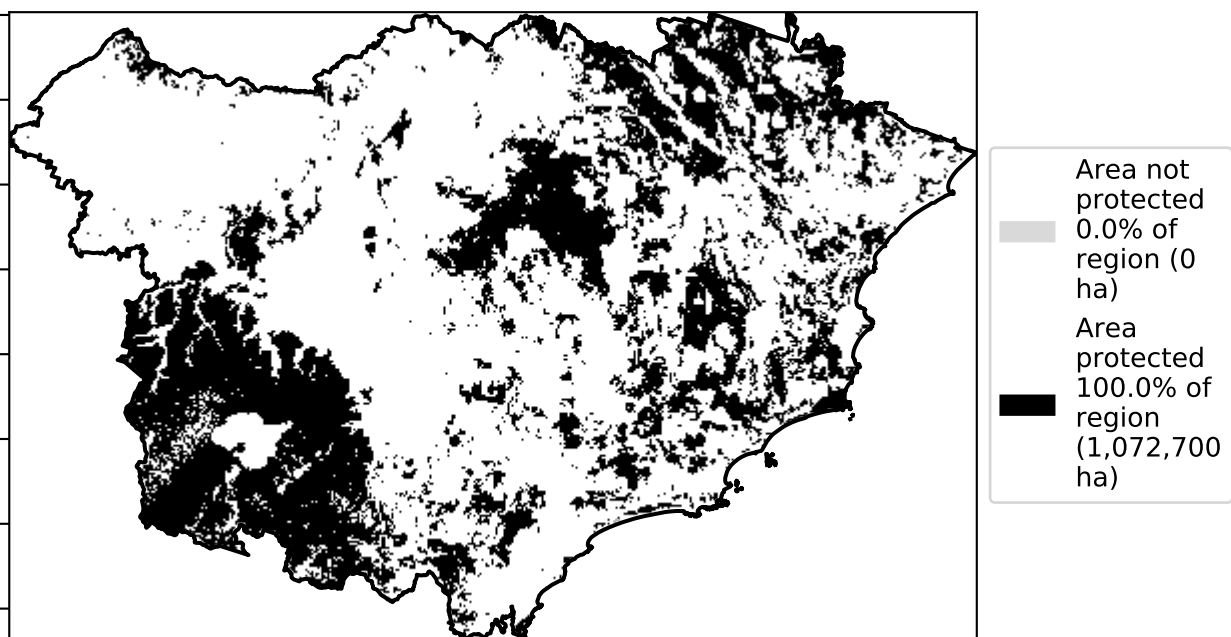 Area not
protected
0.0% of
region (0
ha)
Area
protected
100.0% of
region
(1,072,700
ha)